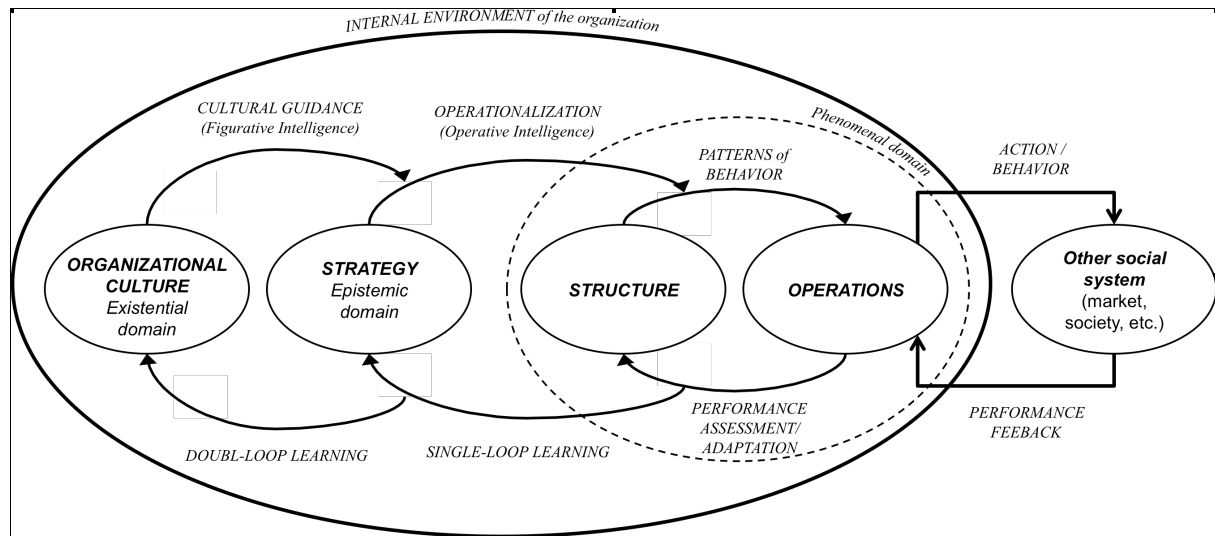 INTERNAL ENVIRONMENT of the organization
CULTURAL GUIDANCE
(Figurative Intelligence)
OPERATIONALIZATION
(Operative Intelligence)
Phenomenal domain
PATTERNS of
BEHAVIOR
ACTION /
BEHAVIOR
ORGANIZATIONAL
CULTURE
Existential
domain
STRATEGY
Epistemic
domain
STRUCTURE
OPERATIONS
Other social
system
(market,
society, etc.)
DOUBL-LOOP LEARNING
SINGLE-LOOP LEARNING
PERFORMANCE
ASSESSMENT/
ADAPTATION
PERFORMANCE
FEEBACK